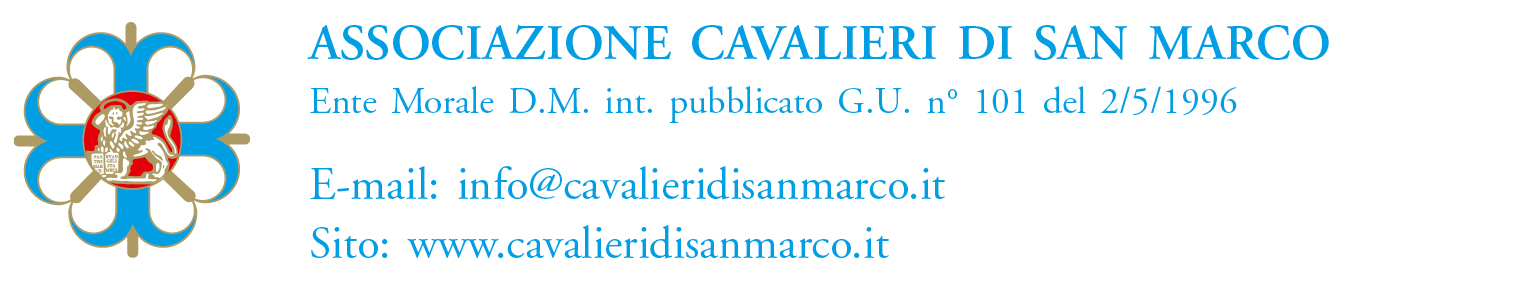 ASSOCIAZIONE CAVALIERI DI SAN MARCO
Ente Morale D.M. int. pubblicato G.U. n° 101 del 2/5/1996
E-mail: info@cavalieridisanmarco.it
Sito: www.cavalieridisanmarco.it